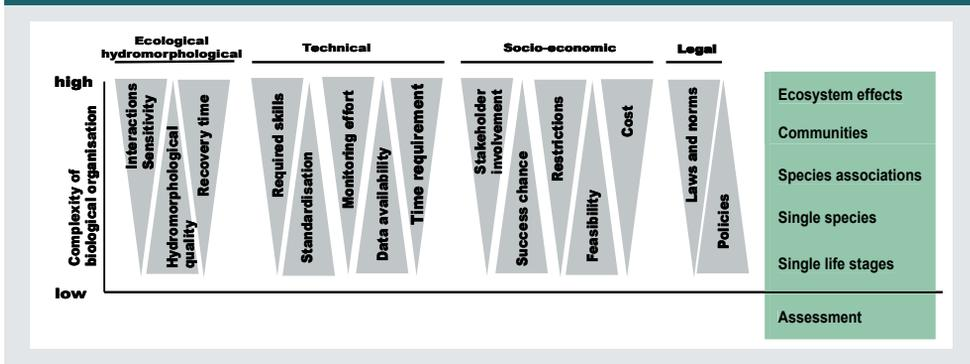 Ecological
hydromorphological
Technical
Socio-economic
Legal
high
Complexity of
biological organisation
low
Interactions
Sensitivity
Hydromorphological
quality
Recovery time
Required skills
Standardisation
Monitoring effort
Data availability
Time requirement
Stakeholder
involvement
Success chance
Restrictions
Feasibility
Cost
Laws and norms
Policies
Ecosystem effects
Communities
Species associations
Single species
Single life stages
Assessment